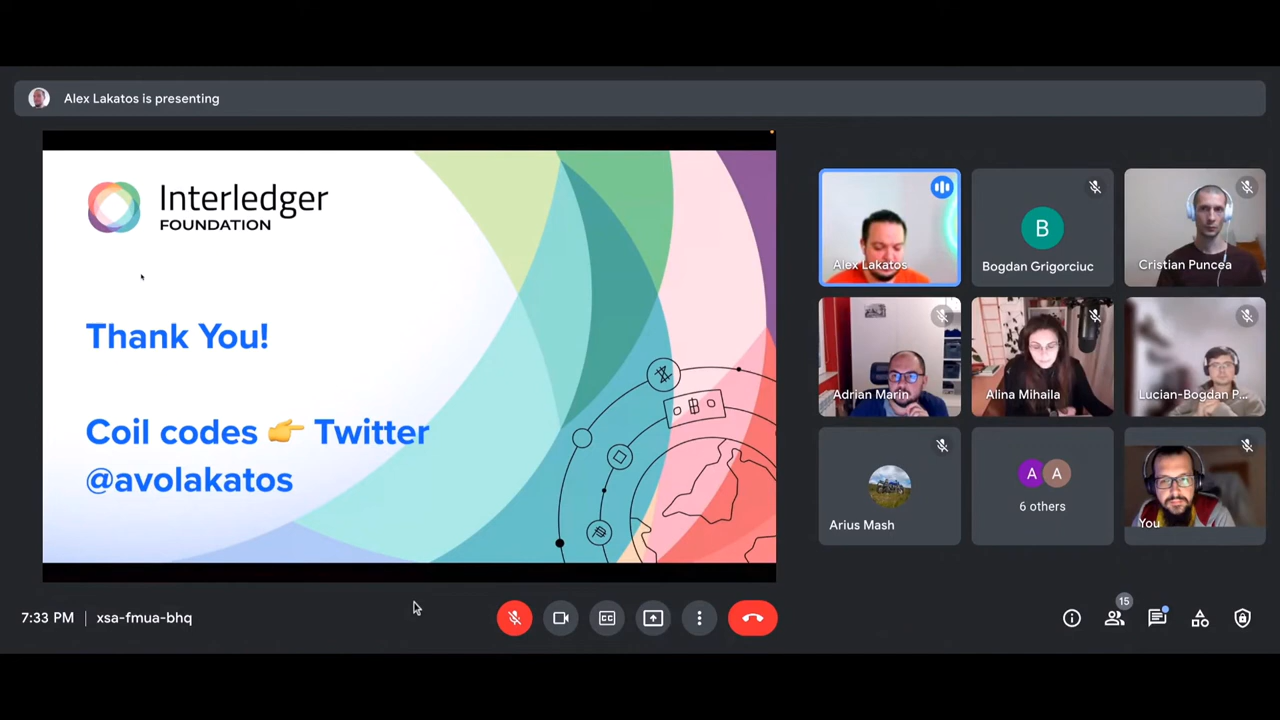 Alex Lakatos is presenting
Interledger
FOUNDATION
Thank You!
Coil codes 👉 Twitter
@avolakatos
Alex Lakatos
B
Bogdan Grigorciuc
Cristian Puncea
Adrian Marin
Alina Mihaila
Lucian-Bogdan P...
Arius Mash
A A
6 others
You
7:33 PM | xsa-fmua-bhq
CC
15